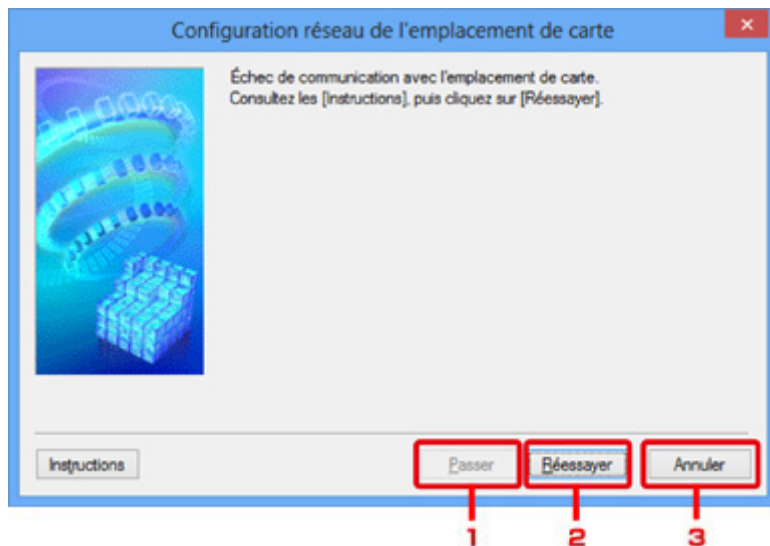 Configuration réseau de l'emplacement de carte
Échec de communication avec l'emplacement de carte.
Consultez les [Instructions], puis cliquez sur [Réessayer].
Instructions
Passer
Réessayer
Annuler
1
2
3